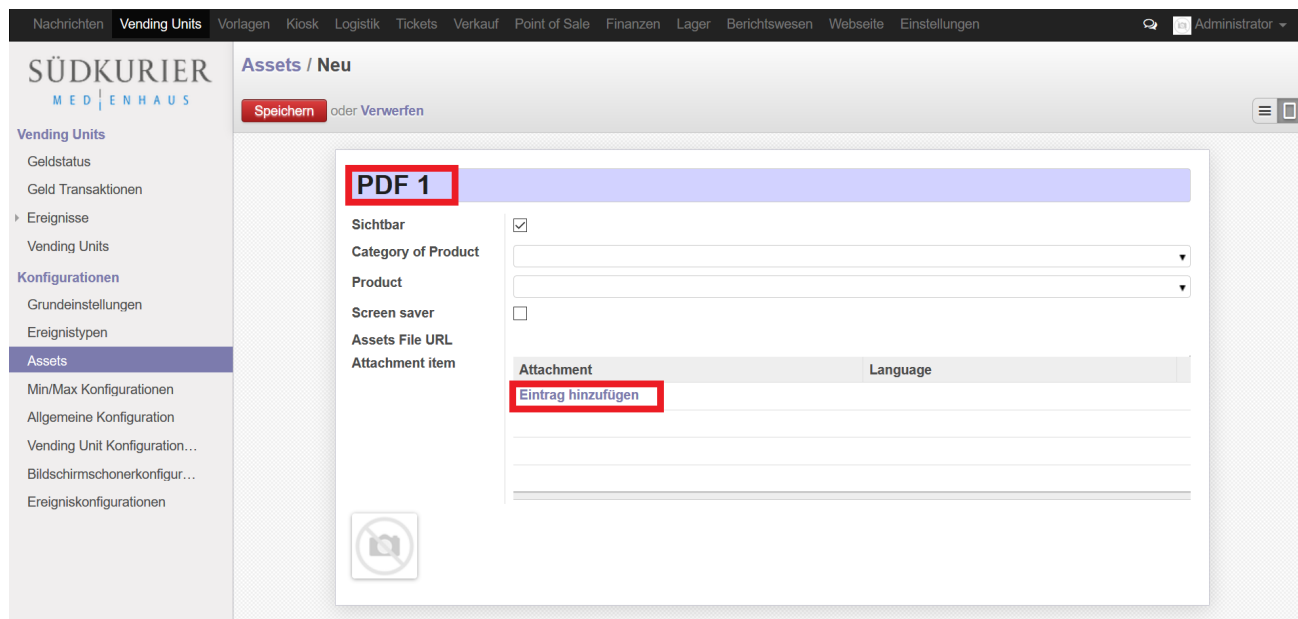 Nachrichten Vending Units Vorlagen Kiosk Logistik Tickets Verkauf Point of Sale Finanzen Lager Berichtswesen Webseite Einstellungen Administrator
SÜDKURIER
MEDIENHAUS
Vending Units
Geldstatus
Geld Transaktionen
Ereignisse
Vending Units
Konfigurationen
Grundeinstellungen
Ereignistypen
Assets
Min/Max Konfigurationen
Allgemeine Konfiguration
Vending Unit Konfiguration…
Bildschirmschonerkonfigur…
Ereigniskonfigurationen
Assets / Neu
Speichern oder Verwerfen
PDF 1
Sichtbar
Category of Product
Product
Screen saver
Assets File URL
Attachment item
Attachment Language
Eintrag hinzufügen